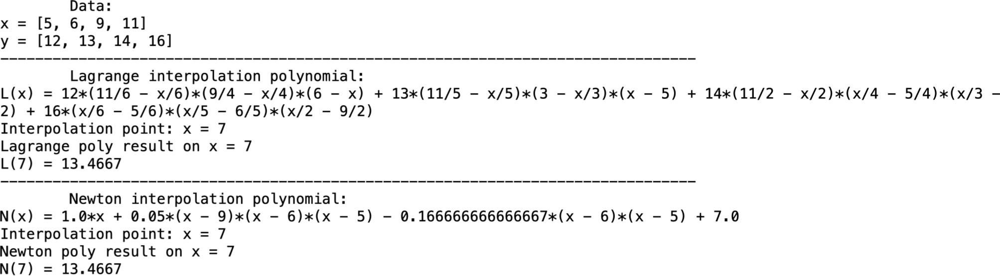 Data:
x = [5, 6, 9, 11]
y = [12, 13, 14, 16]
--------------------------------------------------------------------------------
Lagrange interpolation polynomial:
L(x) = 12*(11/6 - x/6)*(9/4 - x/4)*(6 - x) + 13*(11/5 - x/5)*(3 - x/3)*(x - 5) + 14*(11/2 - x/2)*(x/4 - 5/4)*(x/3 -
2) + 16*(x/6 - 5/6)*(x/5 - 6/5)*(x/2 - 9/2)
Interpolation point: x = 7
Lagrange poly result on x = 7
L(7) = 13.4667
--------------------------------------------------------------------------------
Newton interpolation polynomial:
N(x) = 1.0*x + 0.05*(x - 9)*(x - 6)*(x - 5) - 0.166666666666667*(x - 6)*(x - 5) + 7.0
Interpolation point: x = 7
Newton poly result on x = 7
N(7) = 13.4667